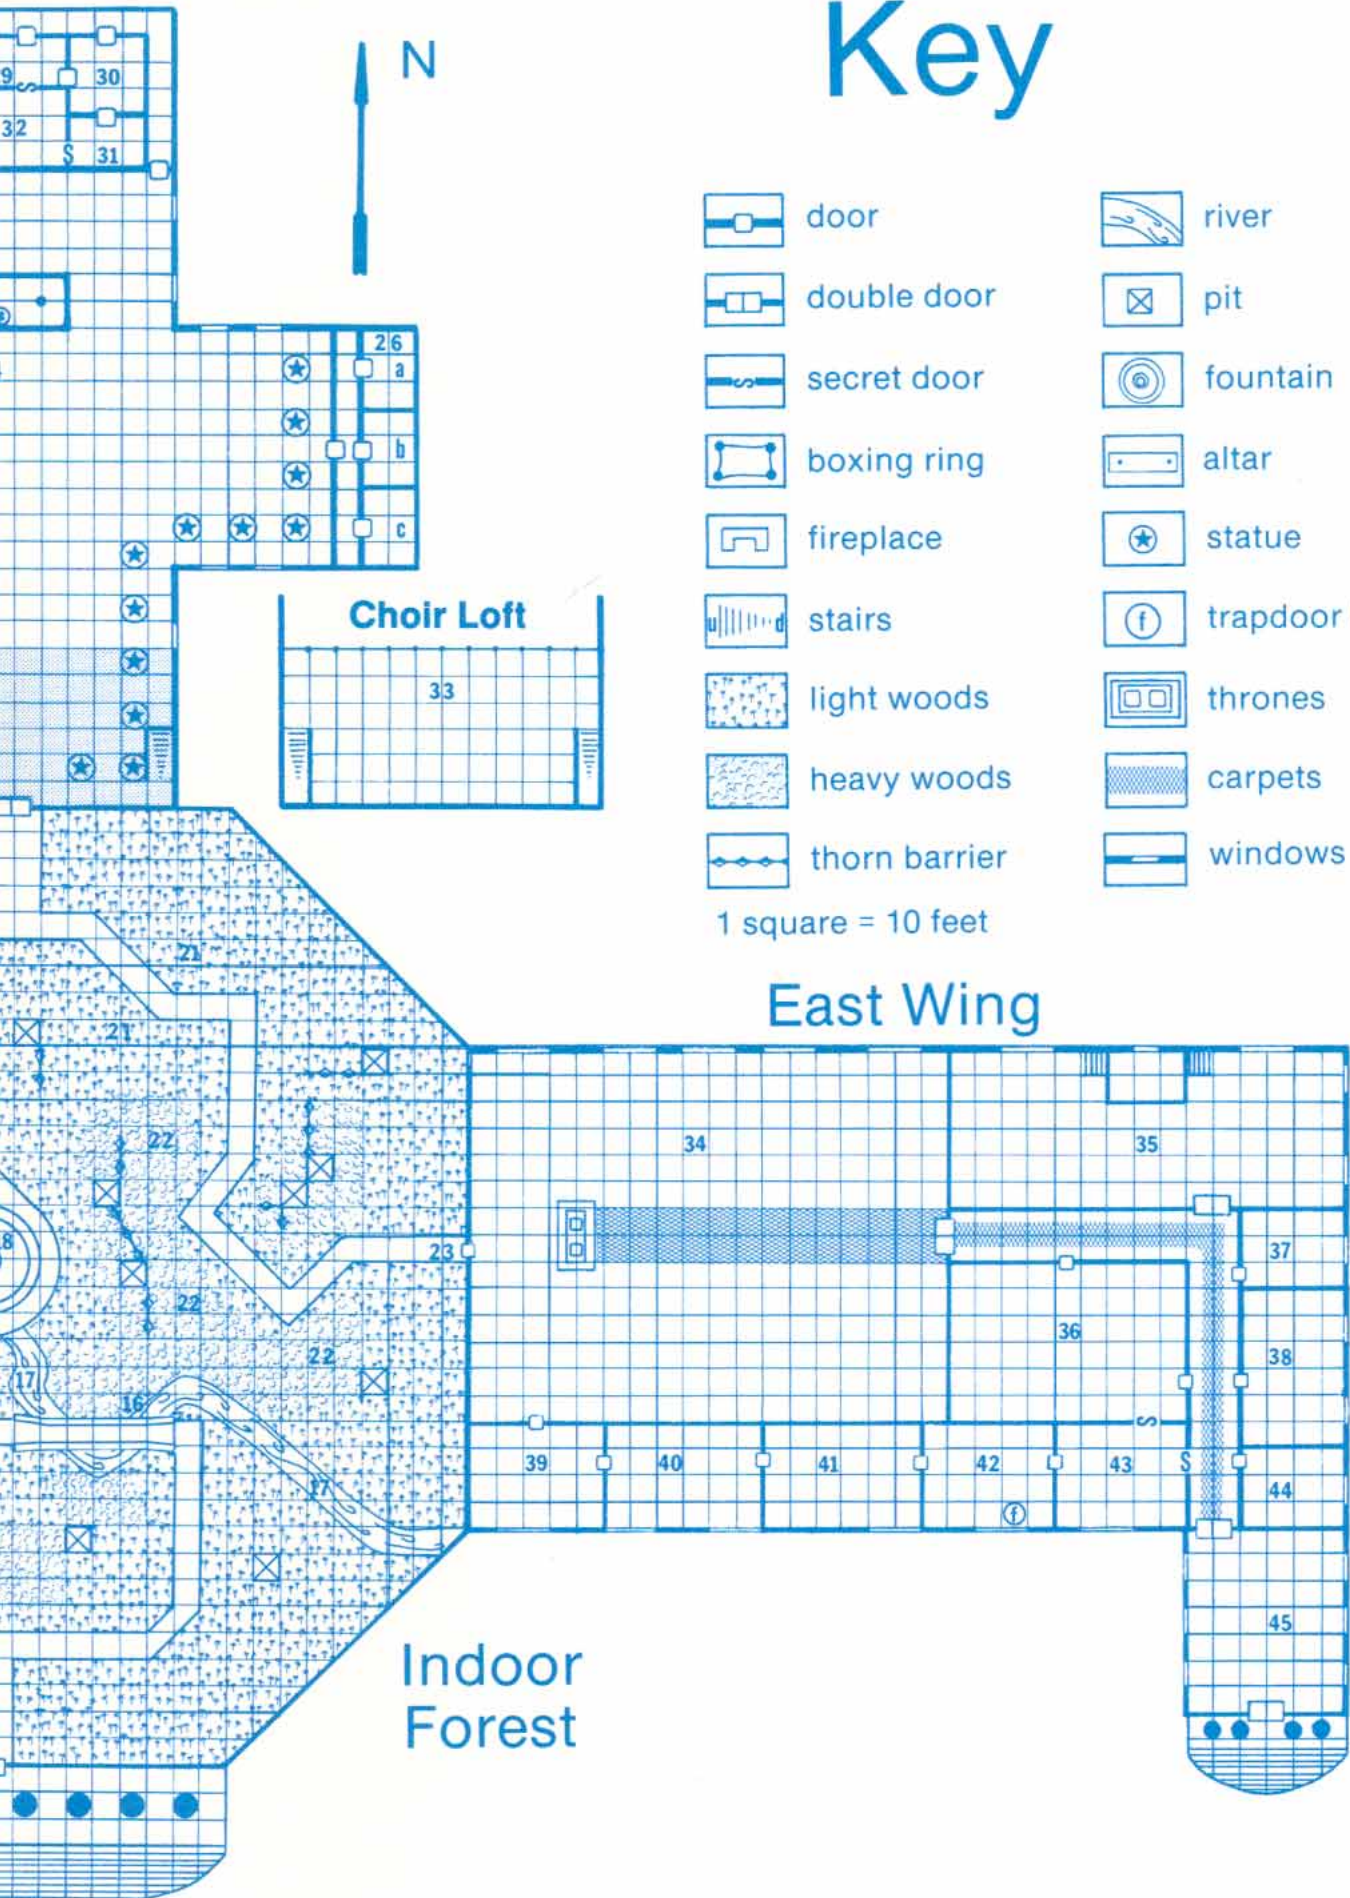 Key
N
9
30
32
S
31
S
door
river
double door
pit
26
a
secret door
fountain
b
boxing ring
altar
c
fireplace
statue
Choir Loft
u
d
stairs
f
trapdoor
33
light woods
thrones
heavy woods
carpets
thorn barrier
windows
1 square = 10 feet
21
East Wing
21
22
34
35
8
23
37
22
22
36
38
17
16
S
39
40
41
42
43
S
44
17
f
45
Indoor
Forest